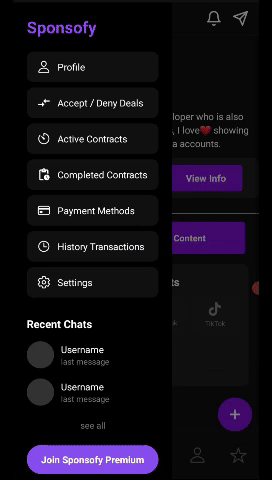 Sponsofy
Profile
Accept / Deny Deals
Active Contracts
Completed Contracts
Payment Methods
History Transactions
Settings
Recent Chats
Username
last message
Username
last message
see all
Join Sponsofy Premium
loper who is also
, I love❤️ showing
a accounts.
View Info
Content
ts
k
TikTok
+